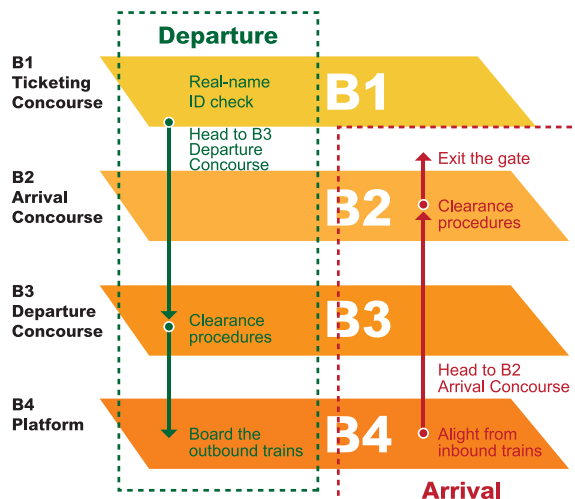 Departure
B1
Ticketing
Concourse
Real-name
ID check
B1
Head to B3
Departure
Concourse
Exit the gate
B2
Arrival
Concourse
B2
Clearance
procedures
B3
Departure
Concourse
Clearance
procedures
B3
Head to B2
Arrival Concourse
B4
Platform
Board the
outbound trains
B4
Alight from
inbound trains
Arrival